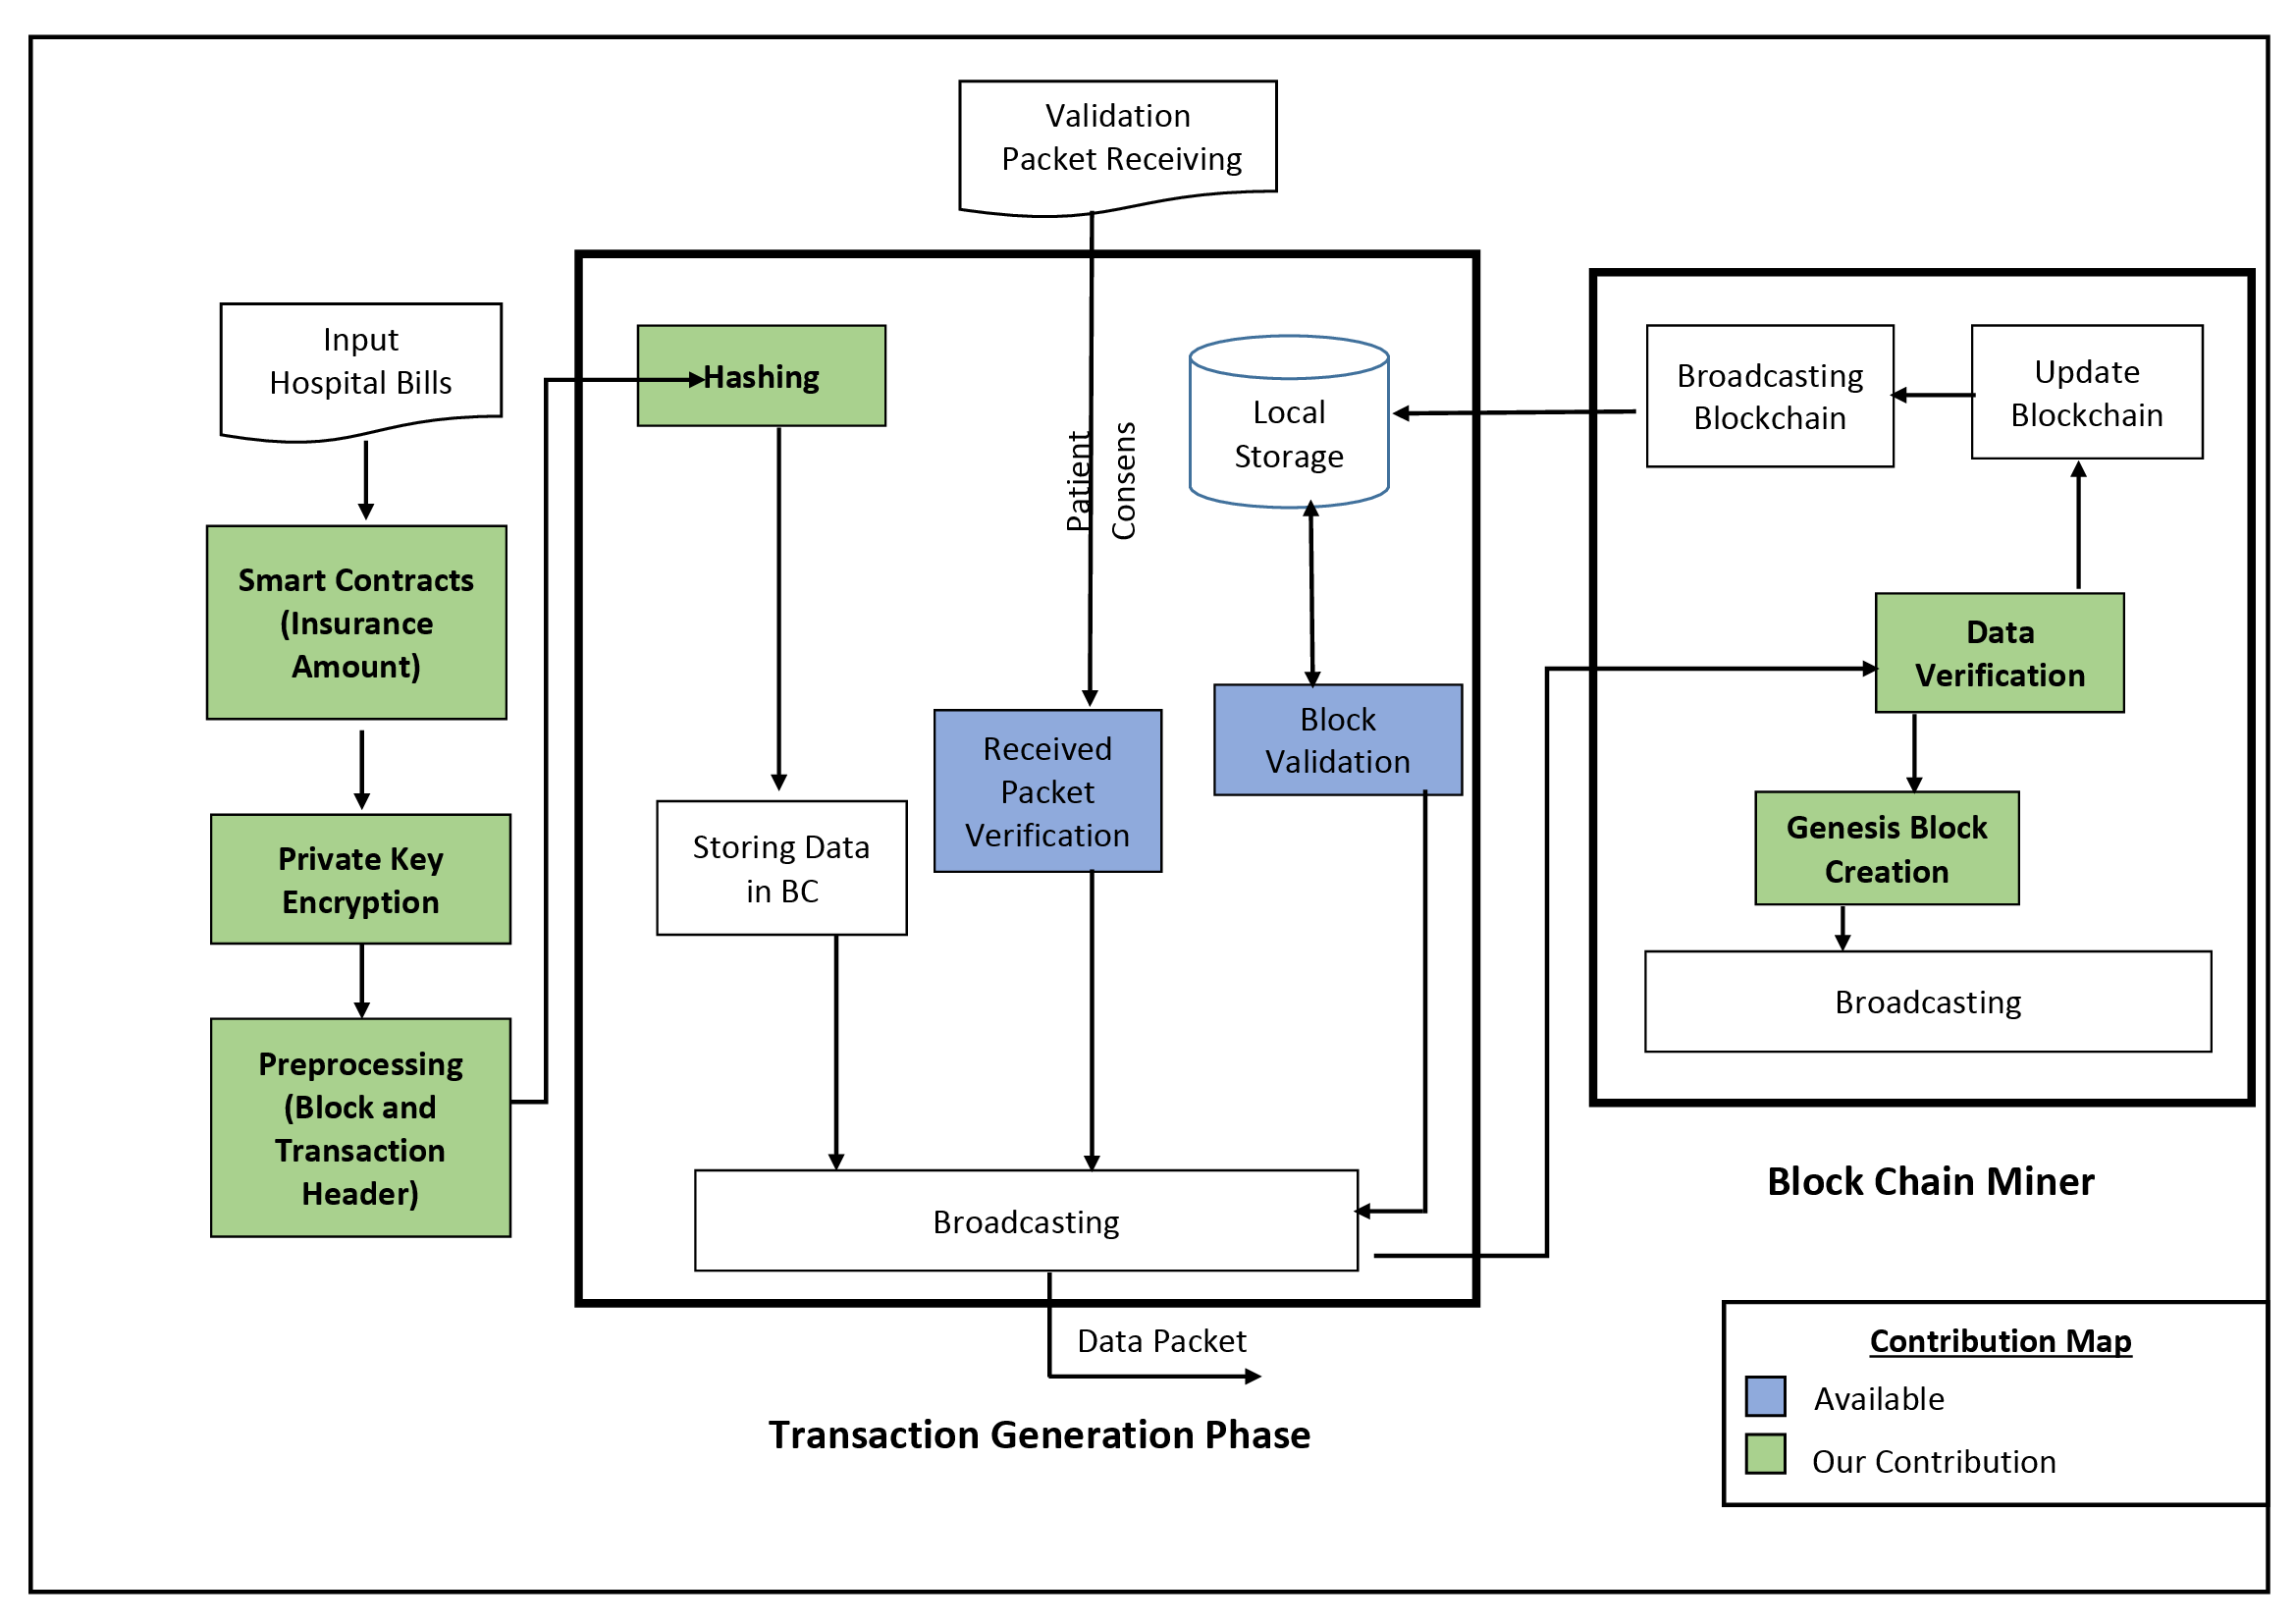 Validation
Packet Receiving
Input
Hospital Bills
Smart Contracts
(Insurance
Amount)
Private Key
Encryption
Preprocessing
(Block and
Transaction
Header)
Hashing
Storing Data
in BC
Patient
Consens
Received
Packet
Verification
Local
Storage
Block
Validation
Broadcasting
Data Packet
Transaction Generation Phase
Broadcasting
Blockchain
Update
Blockchain
Data
Verification
Genesis Block
Creation
Broadcasting
Block Chain Miner
Contribution Map
Available
Our Contribution